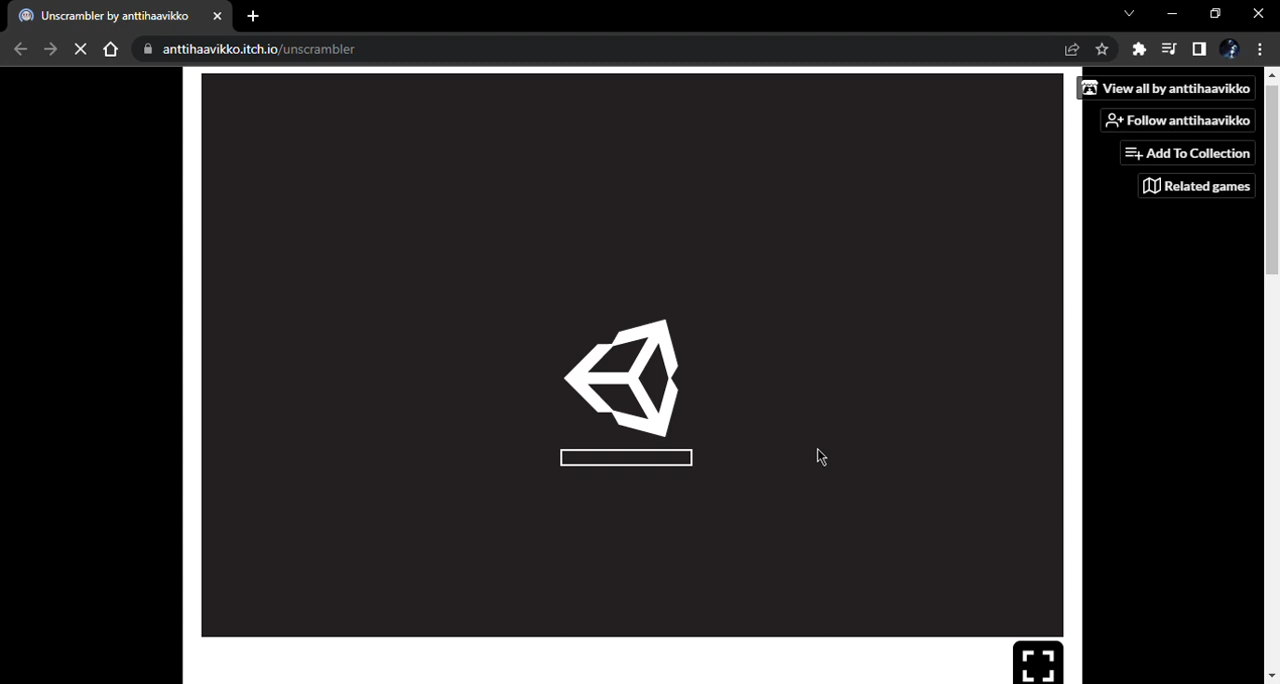 Unscrambler by anttihaavikko
anttihaavikko.itch.io/unscrambler
View all by anttihaavikko
Follow anttihaavikko
Add To Collection
Related games